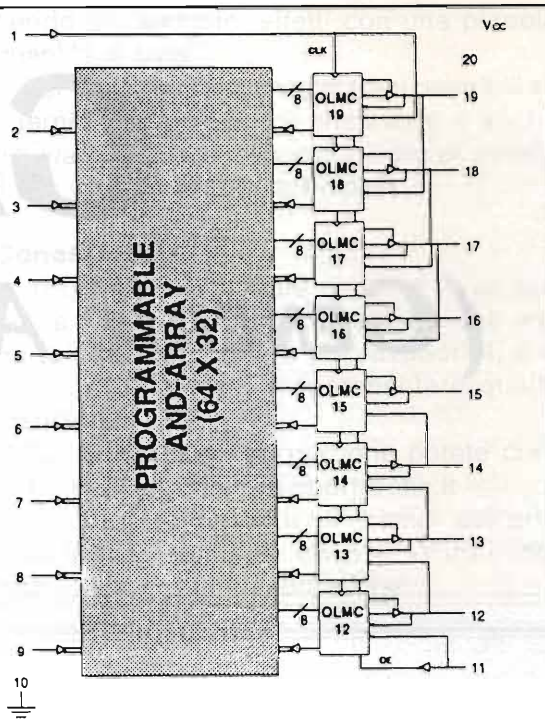 1
Vcc
CLK
20
8
OLMC
19
19
2
8
OLMC
18
18
3
8
OLMC
17
17
4
8
OLMC
16
16
PROGRAMMABLE
AND-ARRAY
(64 X 32)
5
8
OLMC
15
15
6
8
OLMC
14
14
7
8
OLMC
13
13
8
8
OLMC
12
12
9
OE
11
10